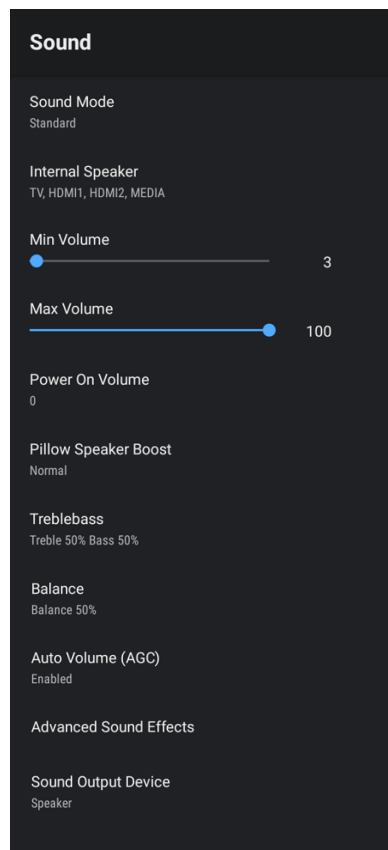 Sound
Sound Mode
Standard
Internal Speaker
TV, HDMI1, HDMI2, MEDIA
Min Volume
3
Max Volume
100
Power On Volume
0
Pillow Speaker Boost
Normal
Treblebass
Treble 50% Bass 50%
Balance
Balance 50%
Auto Volume (AGC)
Enabled
Advanced Sound Effects
Sound Output Device
Speaker